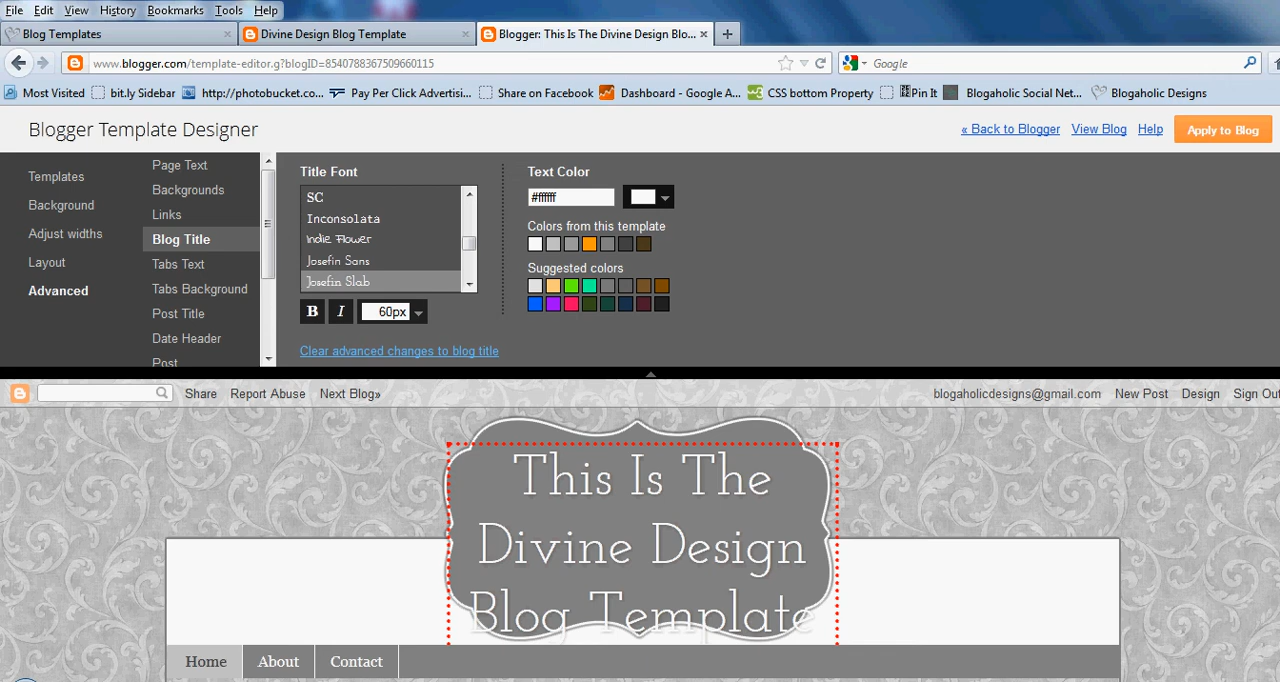 File Edit View History Bookmarks Tools Help
Blog Templates Divine Design Blog Template Blogger: This Is The Divine Design Blo...
www.blogger.com/template-editor.g?blogID=8540788367509660115 Google
Most Visited bit.ly Sidebar http://photobucket.co... Pay Per Click Advertisi... Share on Facebook Dashboard - Google A... CSS bottom Property Pin It Blogaholic Social Net... Blogaholic Designs
Blogger Template Designer « Back to Blogger View Blog Help Apply to Blog
Templates
Background
Adjust widths
Layout
Advanced
Page Text
Backgrounds
Links
Blog Title
Tabs Text
Tabs Background
Post Title
Date Header
Post
Title Font
SC
Inconsolata
Indie Flower
Josefin Sans
Josefin Slab
B I 60px
Clear advanced changes to blog title
Text Color
#ffffff
Colors from this template
Suggested colors
Share Report Abuse Next Blog» blogaholicdesigns@gmail.com New Post Design Sign Out
This Is The
Divine Design
Blog Template
Home About Contact